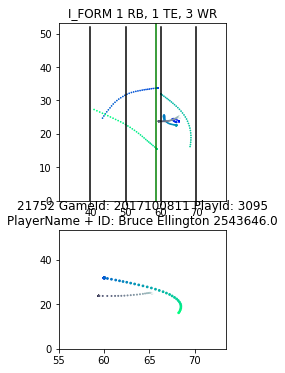 I_FORM 1 RB, 1 TE, 3 WR
50
40
30
20
10
0
40 50 60 70
21752 GameId: 2017100811 PlayId: 3095
PlayerName + ID: Bruce Ellington 2543646.0
40
20
0
55 60 65 70